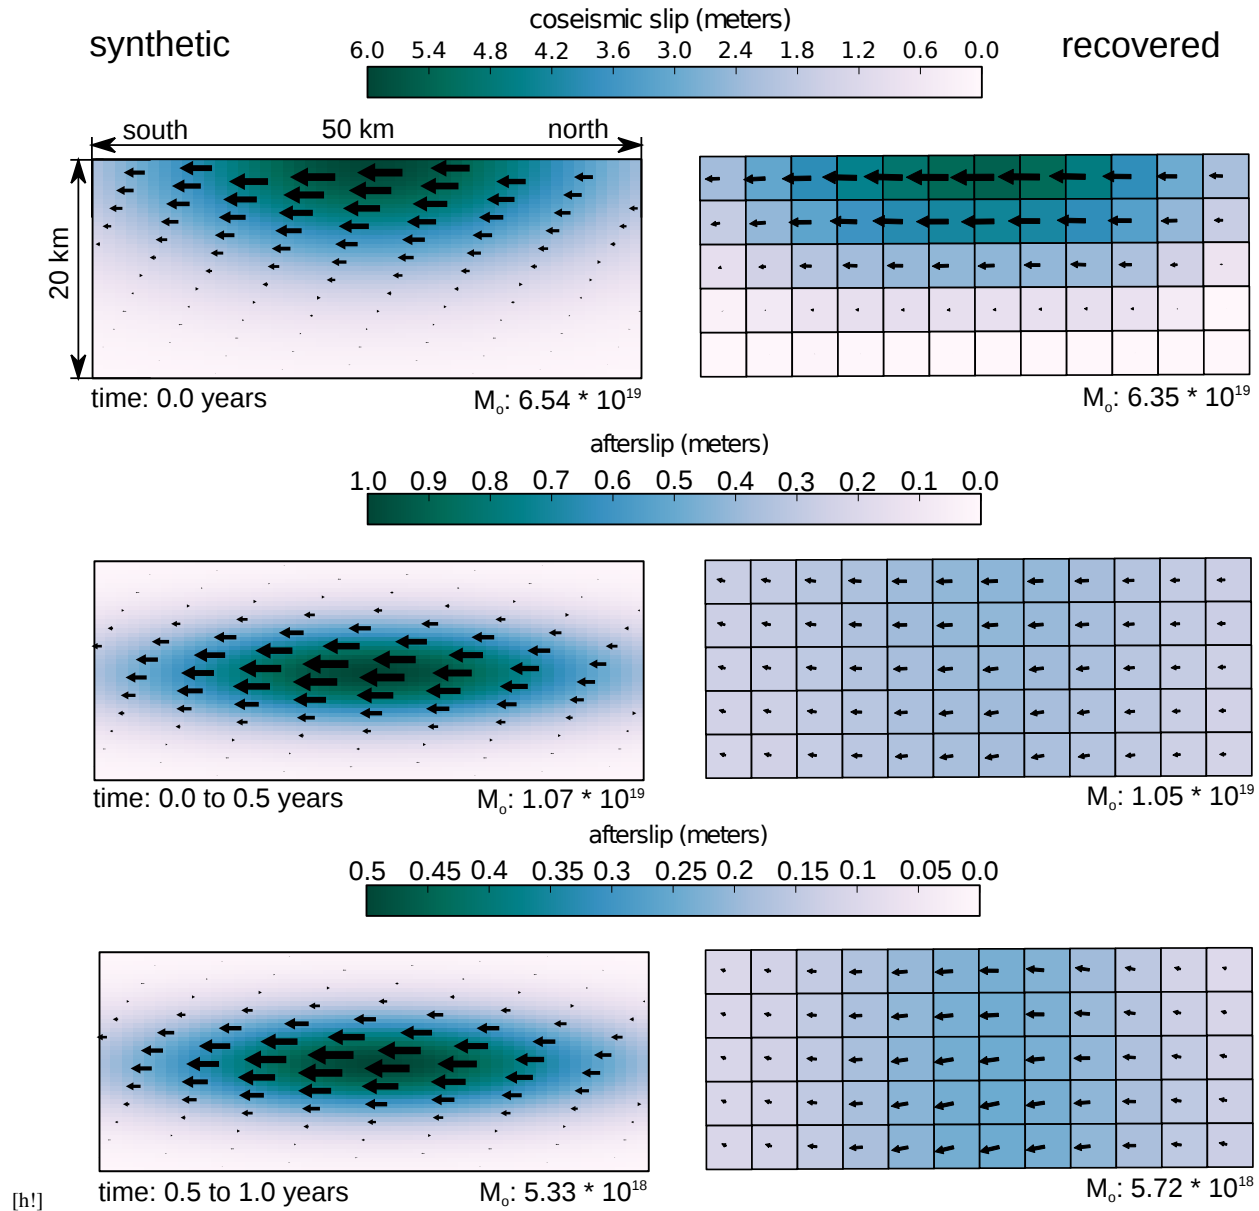 coseismic slip (meters)
synthetic
recovered
6.0 5.4 4.8 4.2 3.6 3.0 2.4 1.8 1.2 0.6 0.0
south 50 km north
20 km
time: 0.0 years
Mo: 6.54 * 10^19
Mo: 6.35 * 10^19
afterslip (meters)
1.0 0.9 0.8 0.7 0.6 0.5 0.4 0.3 0.2 0.1 0.0
time: 0.0 to 0.5 years
Mo: 1.07 * 10^19
Mo: 1.05 * 10^19
afterslip (meters)
0.5 0.45 0.4 0.35 0.3 0.25 0.2 0.15 0.1 0.05 0.0
[h!]
time: 0.5 to 1.0 years
Mo: 5.33 * 10^18
Mo: 5.72 * 10^18